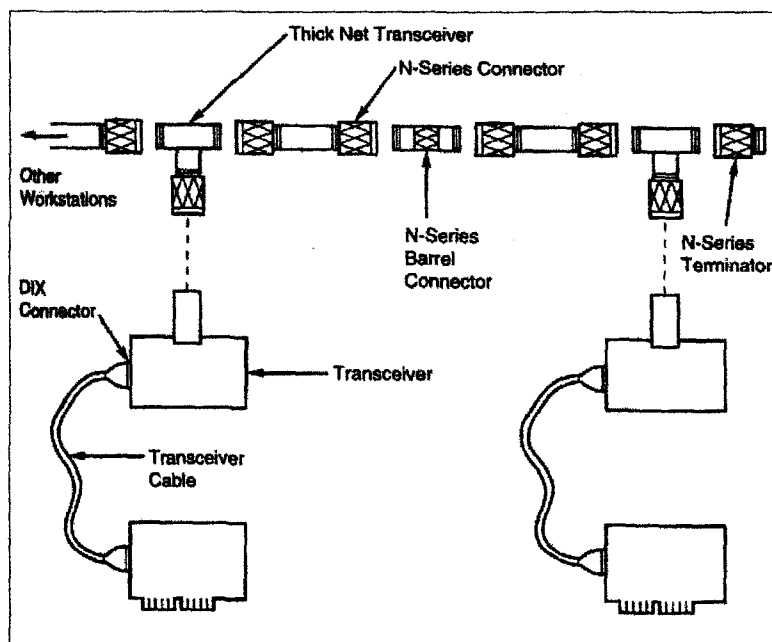 Thick Net Transceiver
N-Series Connector
Other
Workstations
N-Series
Barrel
Connector
N-Series
Terminator
DIX
Connector
Transceiver
Transceiver
Cable